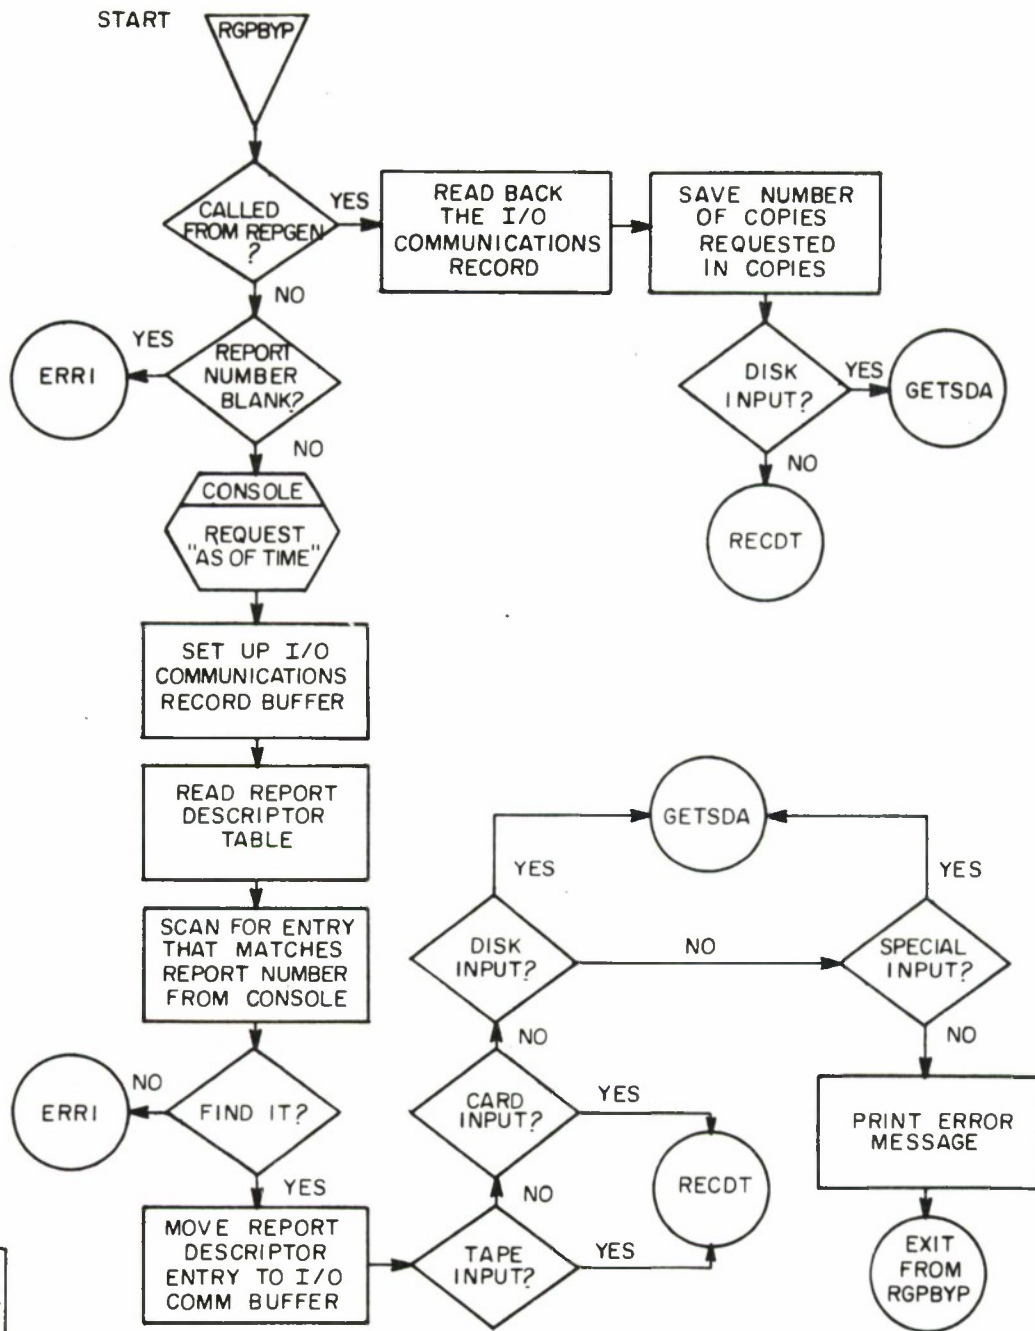 START
RGPBYP
CALLED
FROM REPGEN
?
YES
READ BACK
THE I/O
COMMUNICATIONS
RECORD
SAVE NUMBER
OF COPIES
REQUESTED
IN COPIES
NO
YES
ERRI
REPORT
NUMBER
BLANK?
DISK
INPUT?
YES
GETSDA
NO
NO
RECDT
CONSOLE
REQUEST
"AS OF TIME"
SET UP I/O
COMMUNICATIONS
RECORD BUFFER
READ REPORT
DESCRIPTOR
TABLE
GETSDA
YES
YES
SCAN FOR ENTRY
THAT MATCHES
REPORT NUMBER
FROM CONSOLE
DISK
INPUT?
NO
SPECIAL
INPUT?
NO
NO
ERRI
NO
FIND IT?
CARD
INPUT?
YES
PRINT ERROR
MESSAGE
YES
NO
RECDT
MOVE REPORT
DESCRIPTOR
ENTRY TO I/O
COMM BUFFER
TAPE
INPUT?
YES
EXIT
FROM
RGPBYP